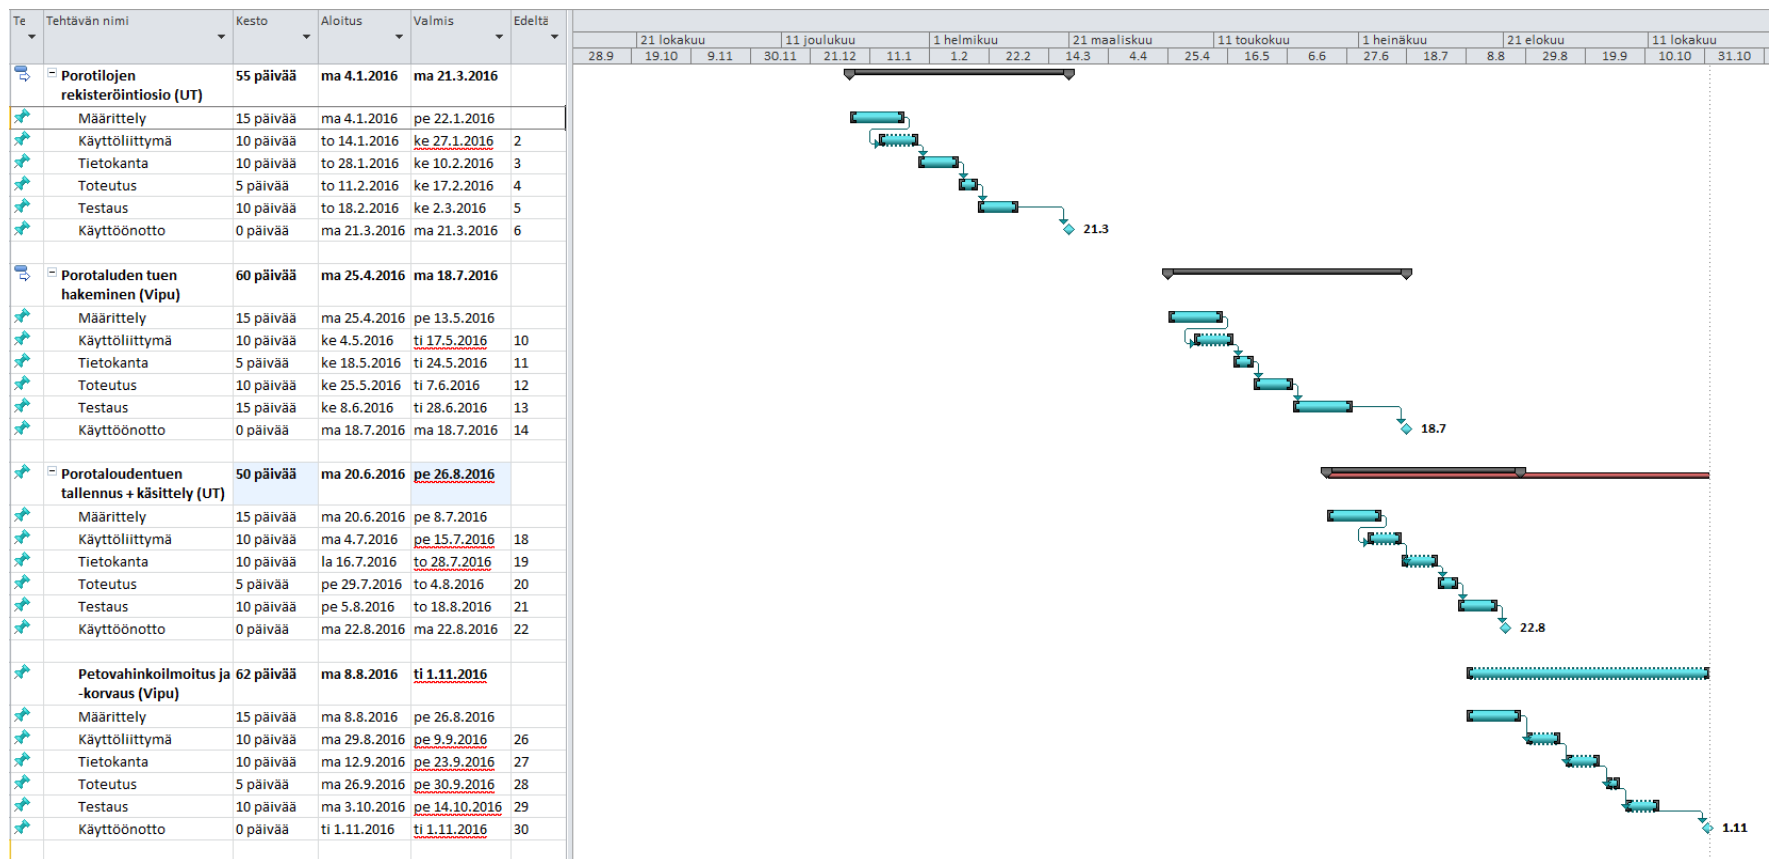 Te Tehtävän nimi Kesto Aloitus Valmis Edeltä
21 lokakuu 11 joulukuu 1 helmikuu 21 maaliskuu 11 toukokuu 1 heinäkuu 21 elokuu 11 lokakuu
28.9 19.10 9.11 30.11 21.12 11.1 1.2 22.2 14.3 4.4 25.4 16.5 6.6 27.6 18.7 8.8 29.8 19.9 10.10 31.10
Porotilojen 55 päivää ma 4.1.2016 ma 21.3.2016
rekisteröintiosio (UT)
Määrittely 15 päivää ma 4.1.2016 pe 22.1.2016
Käyttöliittymä 10 päivää to 14.1.2016 ke 27.1.2016 2
Tietokanta 10 päivää to 28.1.2016 ke 10.2.2016 3
Toteutus 5 päivää to 11.2.2016 ke 17.2.2016 4
Testaus 10 päivää to 18.2.2016 ke 2.3.2016 5
Käyttöönotto 0 päivää ma 21.3.2016 ma 21.3.2016 6 21.3
Porotaluden tuen 60 päivää ma 25.4.2016 ma 18.7.2016
hakeminen (Vipu)
Määrittely 15 päivää ma 25.4.2016 pe 13.5.2016
Käyttöliittymä 10 päivää ke 4.5.2016 ti 17.5.2016 10
Tietokanta 5 päivää ke 18.5.2016 ti 24.5.2016 11
Toteutus 10 päivää ke 25.5.2016 ti 7.6.2016 12
Testaus 15 päivää ke 8.6.2016 ti 28.6.2016 13
Käyttöönotto 0 päivää ma 18.7.2016 ma 18.7.2016 14 18.7
Porotaloudentuen 50 päivää ma 20.6.2016 pe 26.8.2016
tallennus + käsittely (UT)
Määrittely 15 päivää ma 20.6.2016 pe 8.7.2016
Käyttöliittymä 10 päivää ma 4.7.2016 pe 15.7.2016 18
Tietokanta 10 päivää la 16.7.2016 to 28.7.2016 19
Toteutus 5 päivää pe 29.7.2016 to 4.8.2016 20
Testaus 10 päivää pe 5.8.2016 to 18.8.2016 21
Käyttöönotto 0 päivää ma 22.8.2016 ma 22.8.2016 22 22.8
Petovahinkoilmoitus ja 62 päivää ma 8.8.2016 ti 1.11.2016
-korvaus (Vipu)
Määrittely 15 päivää ma 8.8.2016 pe 26.8.2016
Käyttöliittymä 10 päivää ma 29.8.2016 pe 9.9.2016 26
Tietokanta 10 päivää ma 12.9.2016 pe 23.9.2016 27
Toteutus 5 päivää ma 26.9.2016 pe 30.9.2016 28
Testaus 10 päivää ma 3.10.2016 pe 14.10.2016 29
Käyttöönotto 0 päivää ti 1.11.2016 ti 1.11.2016 30 1.11